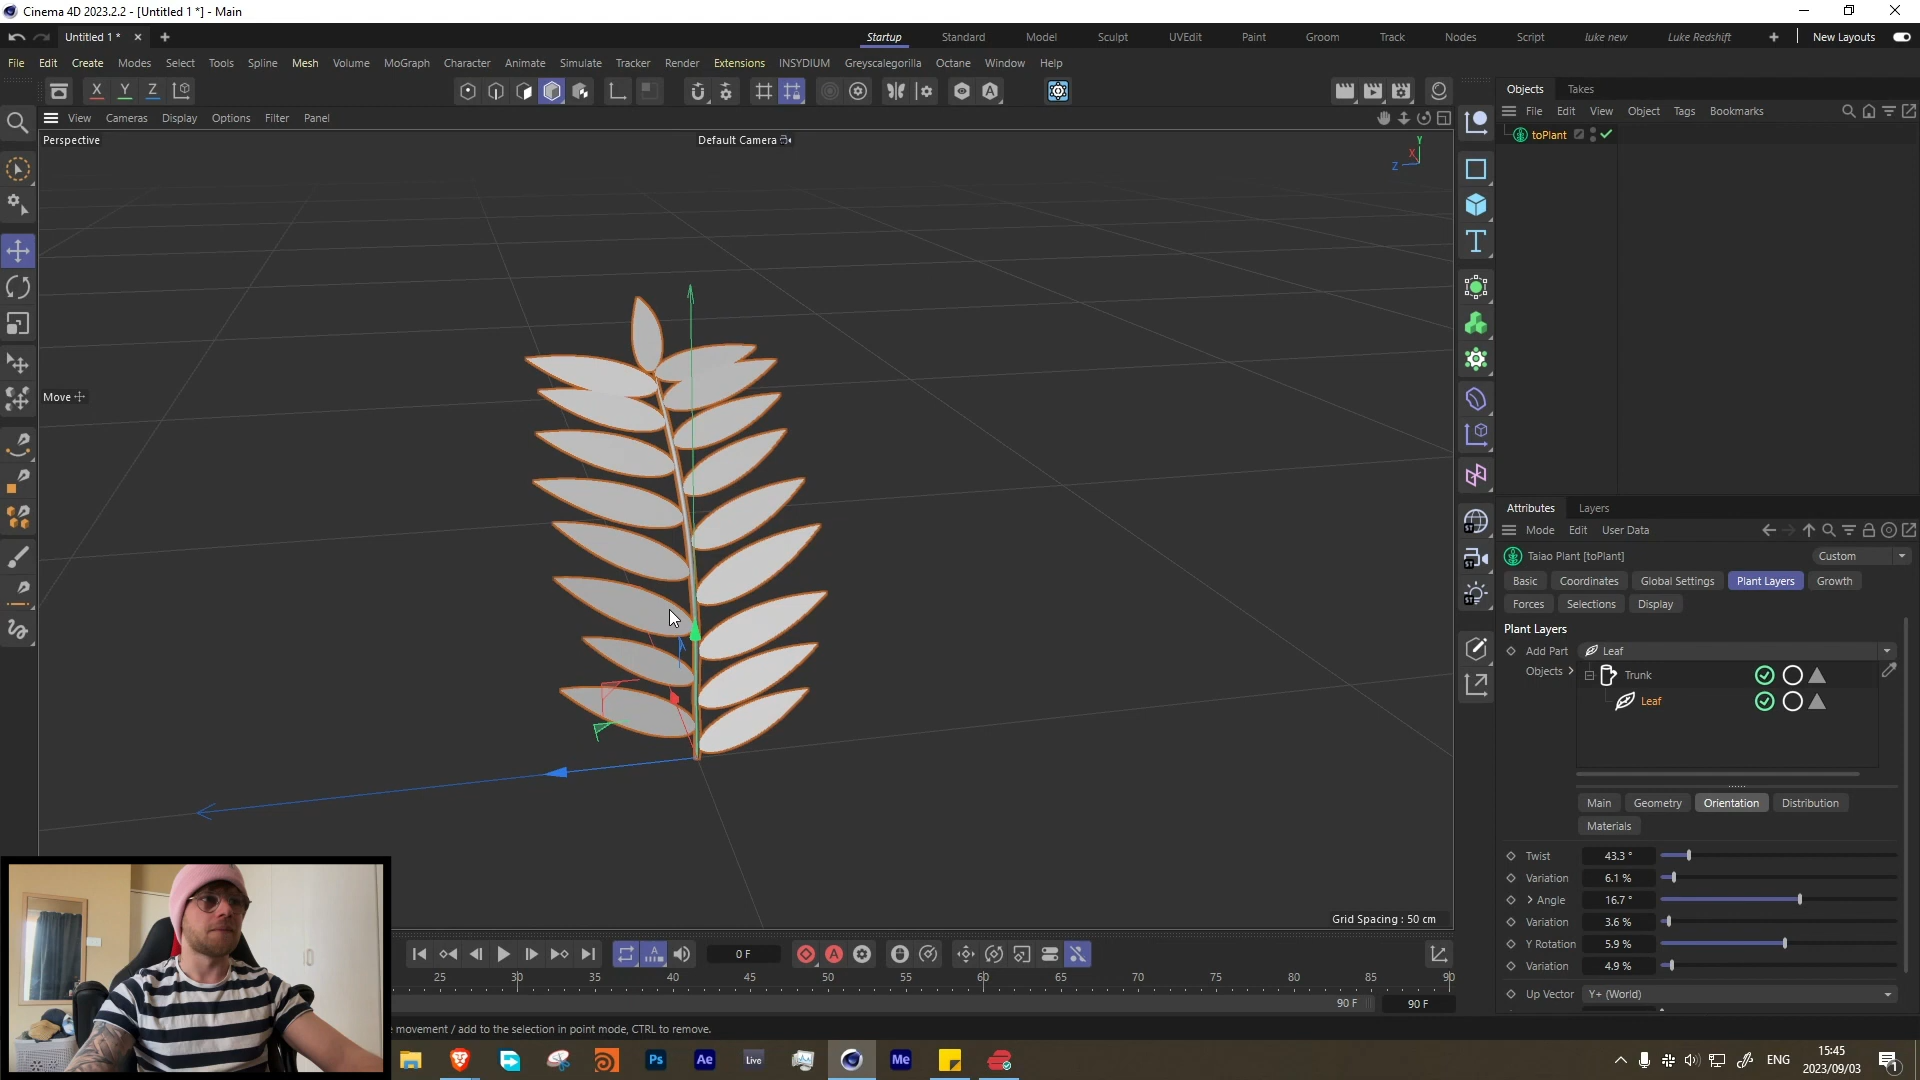 Cinema 4D 2023.2.2 - [Untitled 1 *] - Main
Untitled 1 *
Startup Standard Model Sculpt UVEdit Paint Groom Track Nodes Script luke new Luke Redshift New Layouts
File Edit Create Modes Select Tools Spline Mesh Volume MoGraph Character Animate Simulate Tracker Render Extensions INSYDIUM Greyscalegorilla Octane Window Help
X Y Z
Objects Takes
File Edit View Object Tags Bookmarks
View Cameras Display Options Filter Panel
toPlant
Perspective
Default Camera
Y
X
Z
Move
Attributes Layers
Mode Edit User Data
Taiao Plant [toPlant]
Custom
Basic Coordinates Global Settings Plant Layers Growth
Forces Selections Display
Plant Layers
Add Part Leaf
Objects Trunk
Leaf
Main Geometry Orientation Distribution
Materials
Twist 43.3 °
Variation 6.1 %
Angle 16.7 °
Variation 3.6 %
Y Rotation 5.9 %
Variation 4.9 %
Up Vector Y+ (World)
Grid Spacing : 50 cm
0 F
25 30 35 40 45 50 55 60 65 70 75 80 85 90
90 F 90 F
movement / add to the selection in point mode, CTRL to remove.
Ps Ae Live Me
ENG
15:45
2023/09/03
1